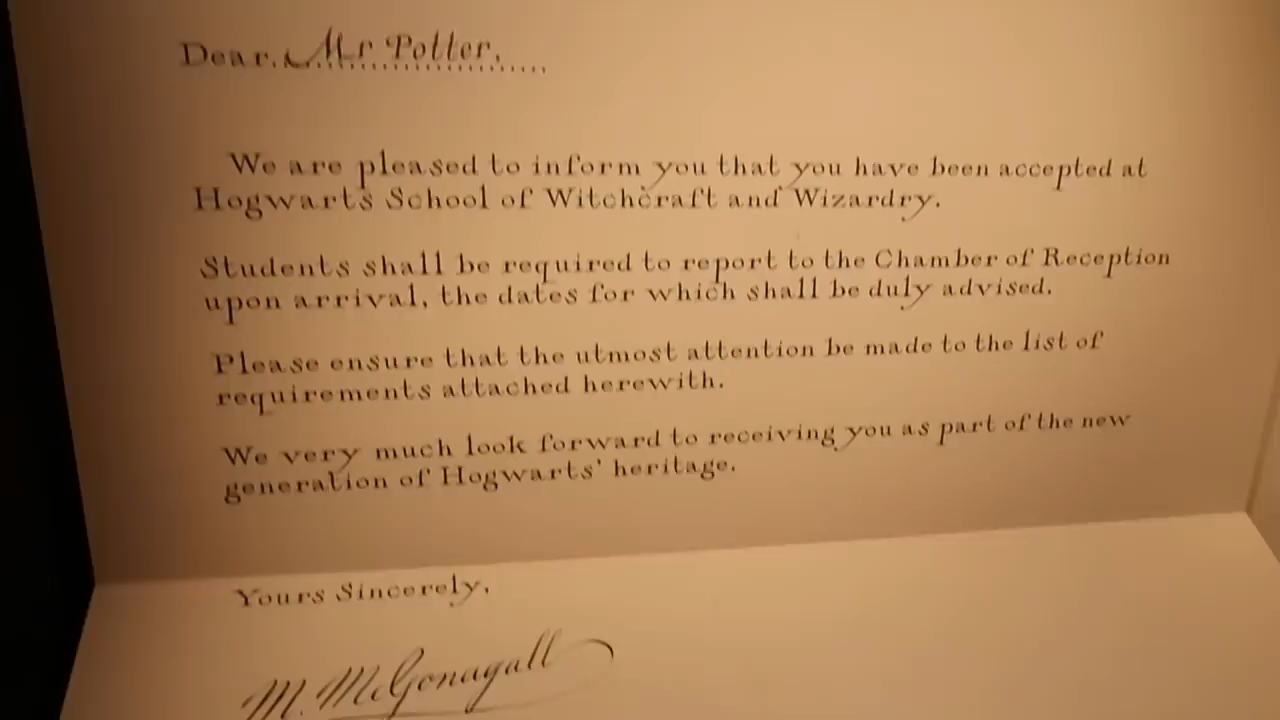 Dear. Mr Potter,
We are pleased to inform you that you have been accepted at
Hogwarts School of Witchcraft and Wizardry.
Students shall be required to report to the Chamber of Reception
upon arrival, the dates for which shall be duly advised.
Please ensure that the utmost attention be made to the list of
requirements attached herewith.
We very much look forward to receiving you as part of the new
generation of Hogwarts' heritage.
Yours Sincerely,
M. McGonagall